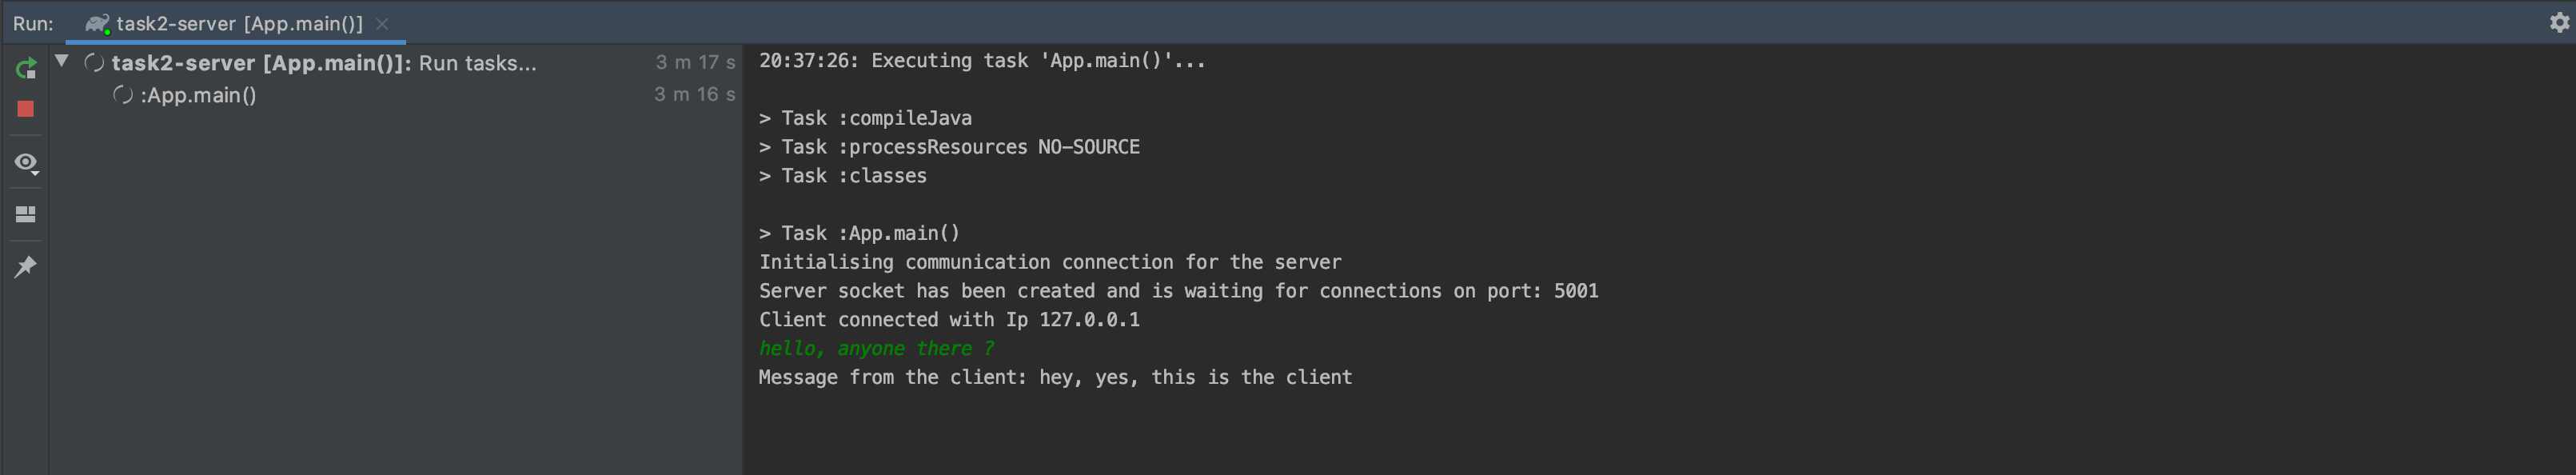 Run: task2-server [App.main()]
task2-server [App.main()]: Run tasks... 3 m 17 s
:App.main() 3 m 16 s
20:37:26: Executing task 'App.main()'...
> Task :compileJava
> Task :processResources NO-SOURCE
> Task :classes
> Task :App.main()
Initialising communication connection for the server
Server socket has been created and is waiting for connections on port: 5001
Client connected with Ip 127.0.0.1
hello, anyone there ?
Message from the client: hey, yes, this is the client